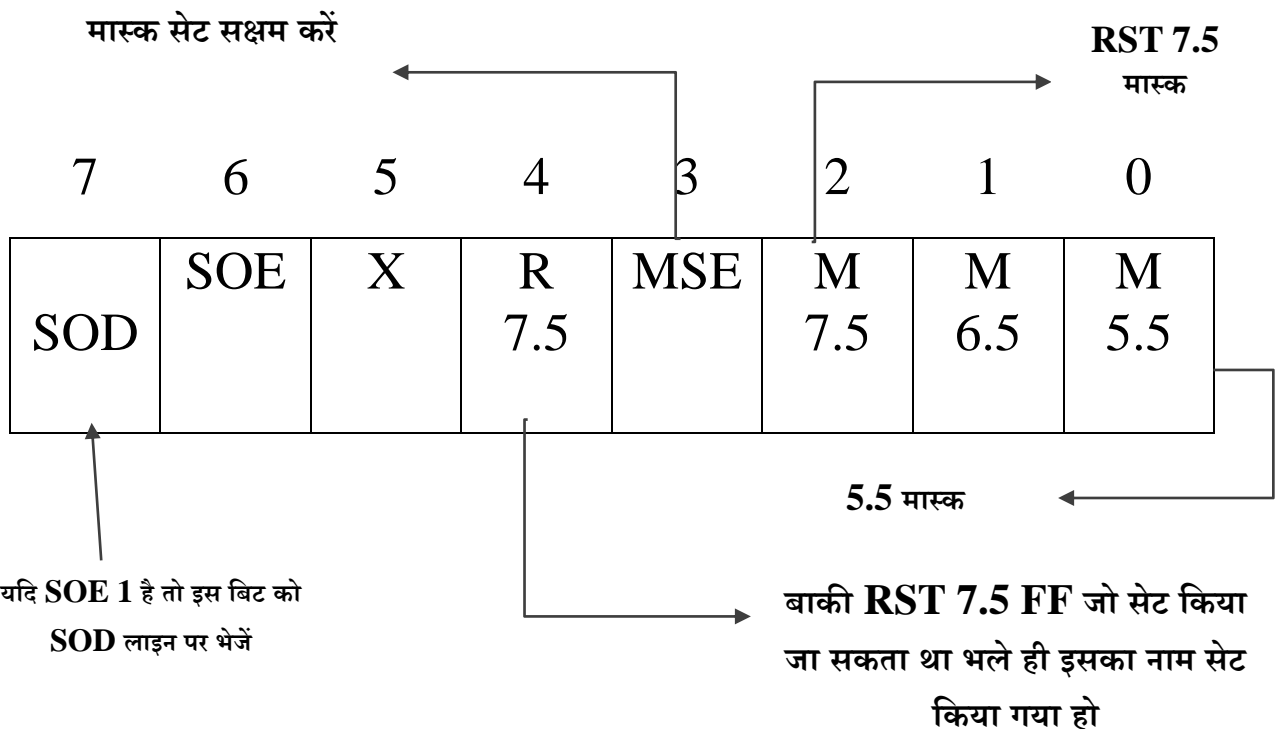 मास्क सेट सक्षम करें
RST 7.5
मास्क
7 6 5 4 3 2 1 0
SOD SOE X R 7.5 MSE M 7.5 M 6.5 M 5.5
5.5 मास्क
यदि SOE 1 है तो इस बिट को
SOD लाइन पर भेजें
बाकी RST 7.5 FF जो सेट किया
जा सकता था भले ही इसका नाम सेट
किया गया हो